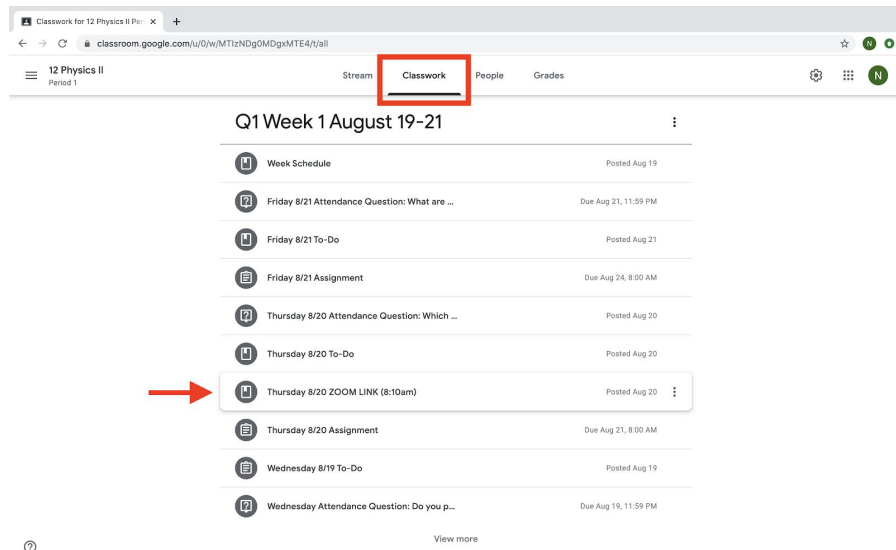 Classwork for 12 Physics II Per
classroom.google.com/u/0/w/MTIzNDg0MDgxMTE4/t/all
N
12 Physics II
Period 1
Stream Classwork People Grades
N
Q1 Week 1 August 19-21
Week Schedule Posted Aug 19
Friday 8/21 Attendance Question: What are ... Due Aug 21, 11:59 PM
Friday 8/21 To-Do Posted Aug 21
Friday 8/21 Assignment Due Aug 24, 8:00 AM
Thursday 8/20 Attendance Question: Which ... Posted Aug 20
Thursday 8/20 To-Do Posted Aug 20
Thursday 8/20 ZOOM LINK (8:10am) Posted Aug 20
Thursday 8/20 Assignment Due Aug 21, 8:00 AM
Wednesday 8/19 To-Do Posted Aug 19
Wednesday Attendance Question: Do you p... Due Aug 19, 11:59 PM
View more